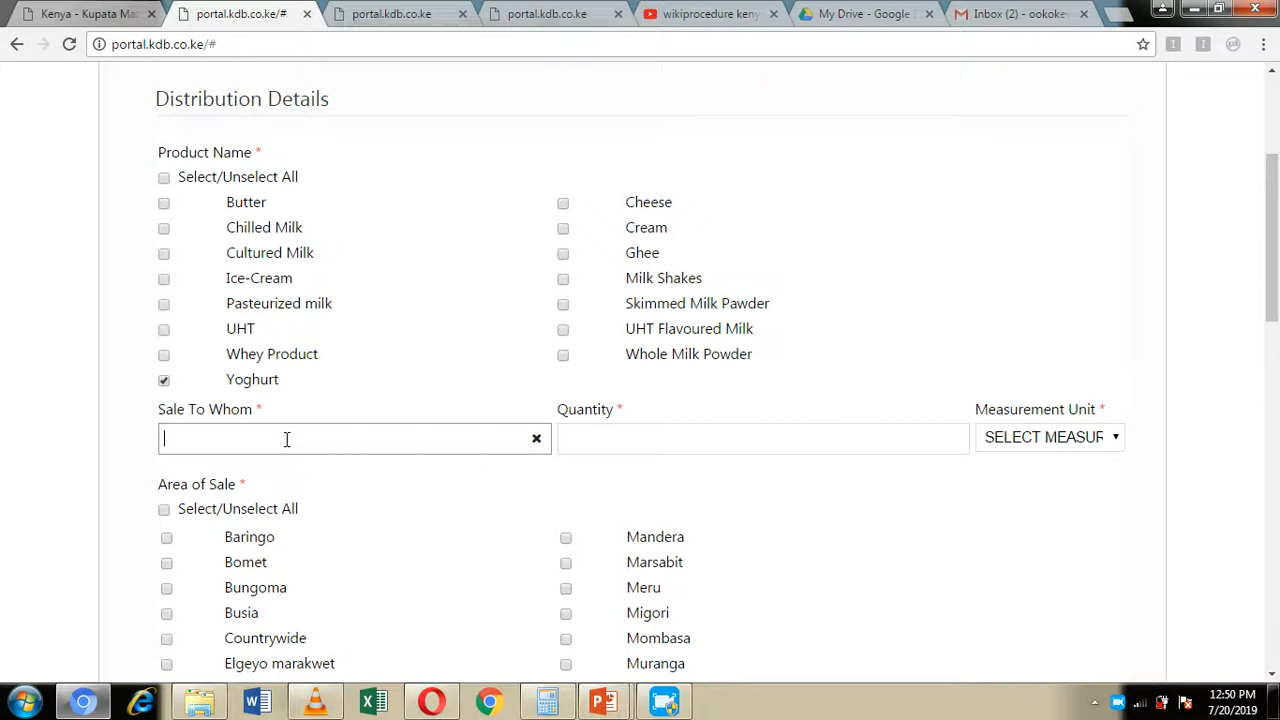 Kenya - Kupata Ma
portal.kdb.co.ke/#
portal.kdb.co.ke
portal.kdb.co.ke
wikiprocedure keny
My Drive - Google
Inbox (2) - ookokev
portal.kdb.co.ke/#
Distribution Details
Product Name *
Select/Unselect All
Butter Cheese
Chilled Milk Cream
Cultured Milk Ghee
Ice-Cream Milk Shakes
Pasteurized milk Skimmed Milk Pawder
UHT UHT Flavoured Milk
Whey Product Whole Milk Powder
Yoghurt
Sale To Whom * Quantity * Measurement Unit *
SELECT MEASUR
Area of Sale *
Select/Unselect All
Baringo Mandera
Bomet Marsabit
Bungoma Meru
Busia Migori
Countrywide Mombasa
Elgeyo marakwet Muranga
12:50 PM
7/20/2019